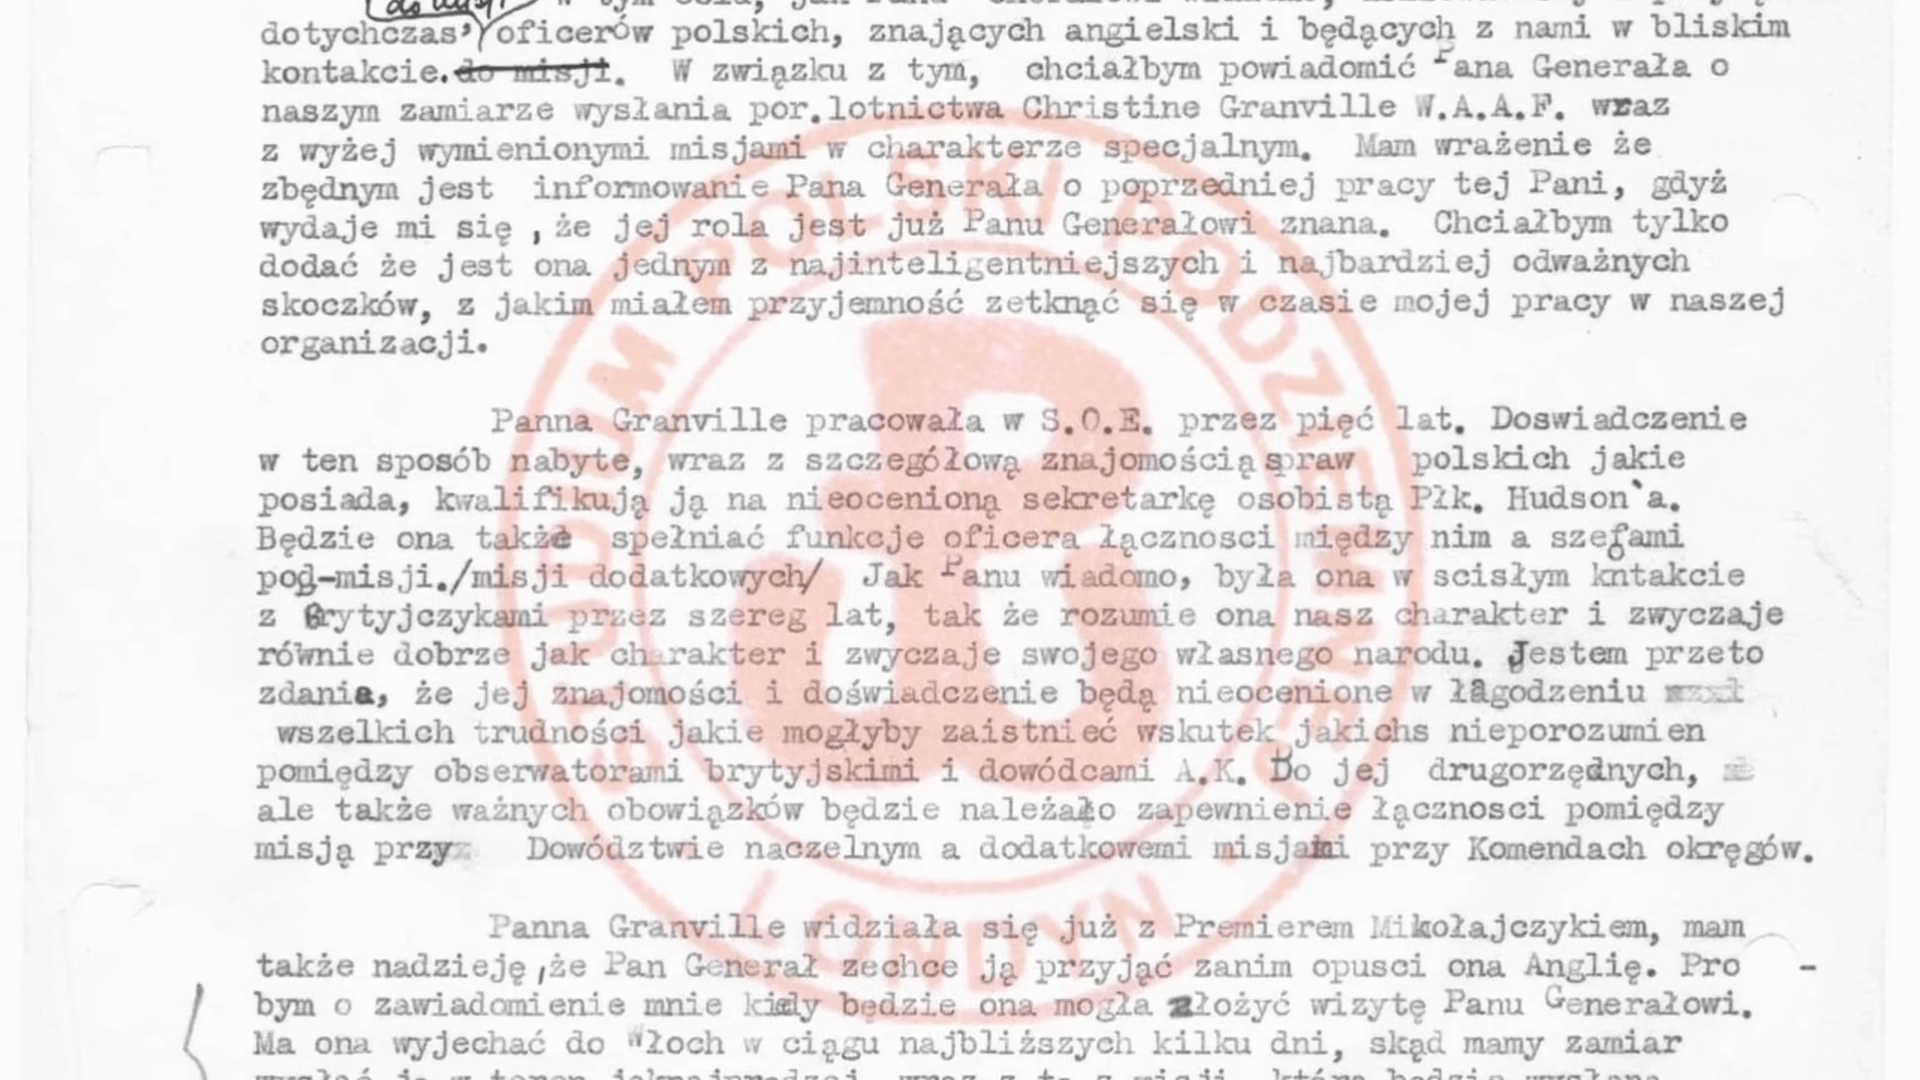 do misji
dotychczas, oficerów polskich, znających angielski i będących z nami w bliskim
kontakcie.do misji. W związku z tym, chciałbym powiadomić Pana Generała o
naszym zamiarze wysłania por.lotnictwa Christine Granville W.A.A.F. wraz
z wyżej wymienionymi misjami w charakterze specjalnym. Mam wrażenie że
zbędnym jest informowanie Pana Generała o poprzedniej pracy tej Pani, gdyż
wydaje mi się , że jej rola jest już Panu Generałowi znana. Chciałbym tylko
dodać że jest ona jednym z najinteligentniejszych i najbardziej odważnych
skoczków, z jakim miałem przyjemność zetknąć się w czasie mojej pracy w naszej
organizacji.
Panna Granville pracowała w S.O.E. przez pięć lat. Doswiadczenie
w ten sposób nabyte, wraz z szczegółową znajomością spraw polskich jakie
posiada, kwalifikują ją na nieocenioną sekretarkę osobistą Płk. Hudson`a.
Będzie ona także spełniać funkcje oficera łącznosci między nim a szefami
pod-misji./misji dodatkowych/ Jak Panu wiadomo, była ona w scisłym kontakcie
z Brytyjczykami przez szereg lat, tak że rozumie ona nasz charakter i zwyczaje
równie dobrze jak charakter i zwyczaje swojego własnego narodu. Jestem przeto
zdania, że jej znajomości i doświadczenie będą nieocenione w łagodzeniu
wszelkich trudności jakie mogłyby zaistnieć wskutek jakichs nieporozumien
pomiędzy obserwatorami brytyjskimi i dowódcami A.K. Do jej drugorzędnych,
ale także ważnych obowiązków będzie należało zapewnienie łącznosci pomiędzy
misją przy Dowództwie naczelnym a dodatkowemi misjami przy Komendach okręgów.
Panna Granville widziała się już z Premierem Mikołajczykiem, mam
także nadzieję,że Pan Generał zechce ją przyjąć zanim opusci ona Anglię. Pro -
bym o zawiadomienie mnie kiedy będzie ona mogła złożyć wizytę Panu Generałowi.
Ma ona wyjechać do Włoch w ciągu najbliższych kilku dni, skąd mamy zamiar
STUDIUM POLSKI PODZIEMNEJ
LONDYN